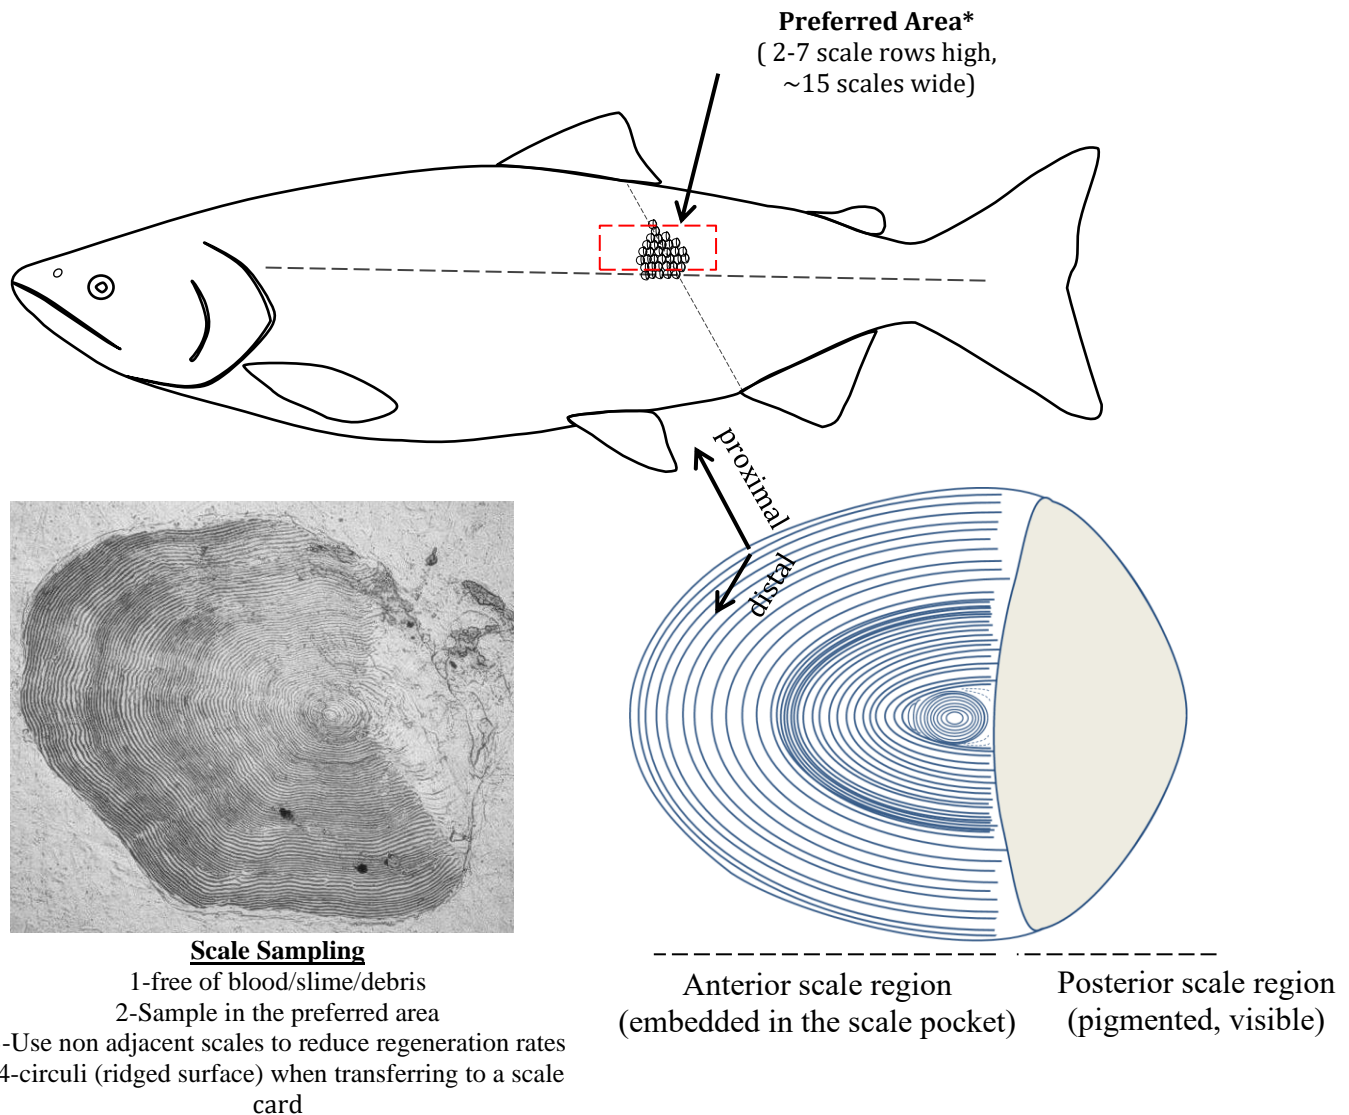 Preferred Area*
( 2-7 scale rows high,
~15 scales wide)
proximal
distal
Scale Sampling
1-free of blood/slime/debris
2-Sample in the preferred area
-Use non adjacent scales to reduce regeneration rates
4-circuli (ridged surface) when transferring to a scale
card
Anterior scale region
(embedded in the scale pocket)
Posterior scale region
(pigmented, visible)